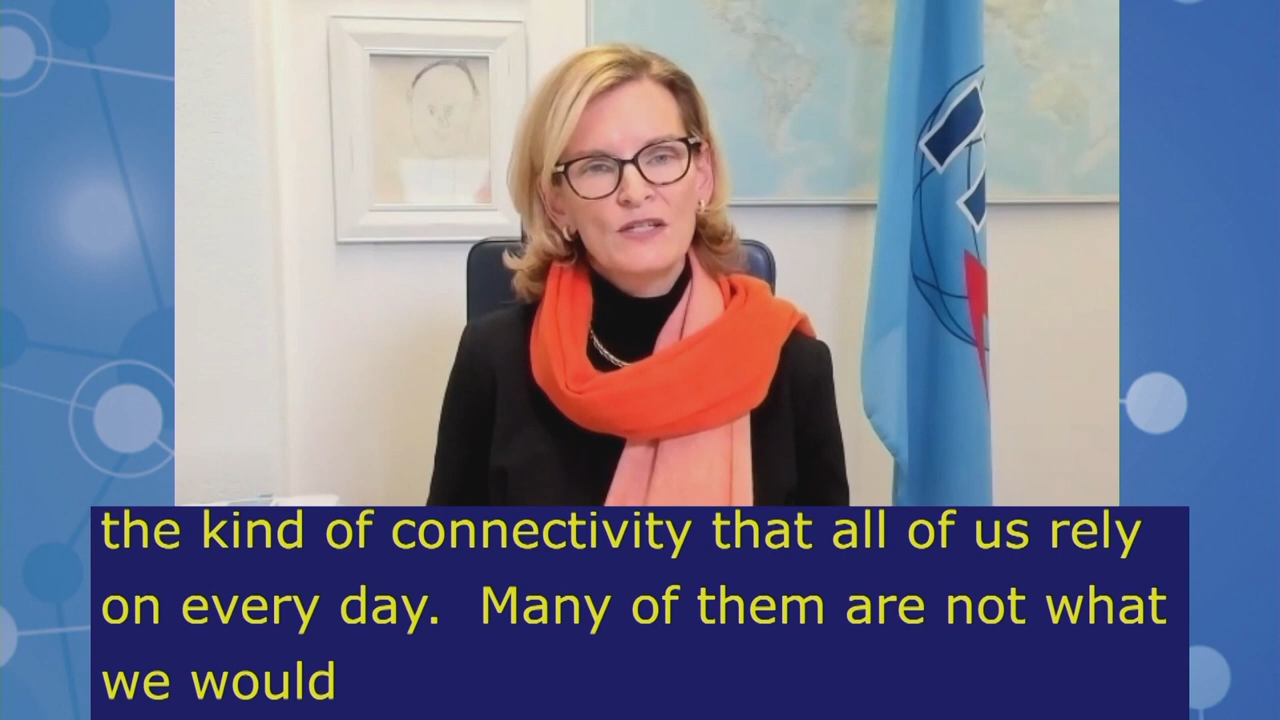 the kind of connectivity that all of us rely
on every day.  Many of them are not what
we would